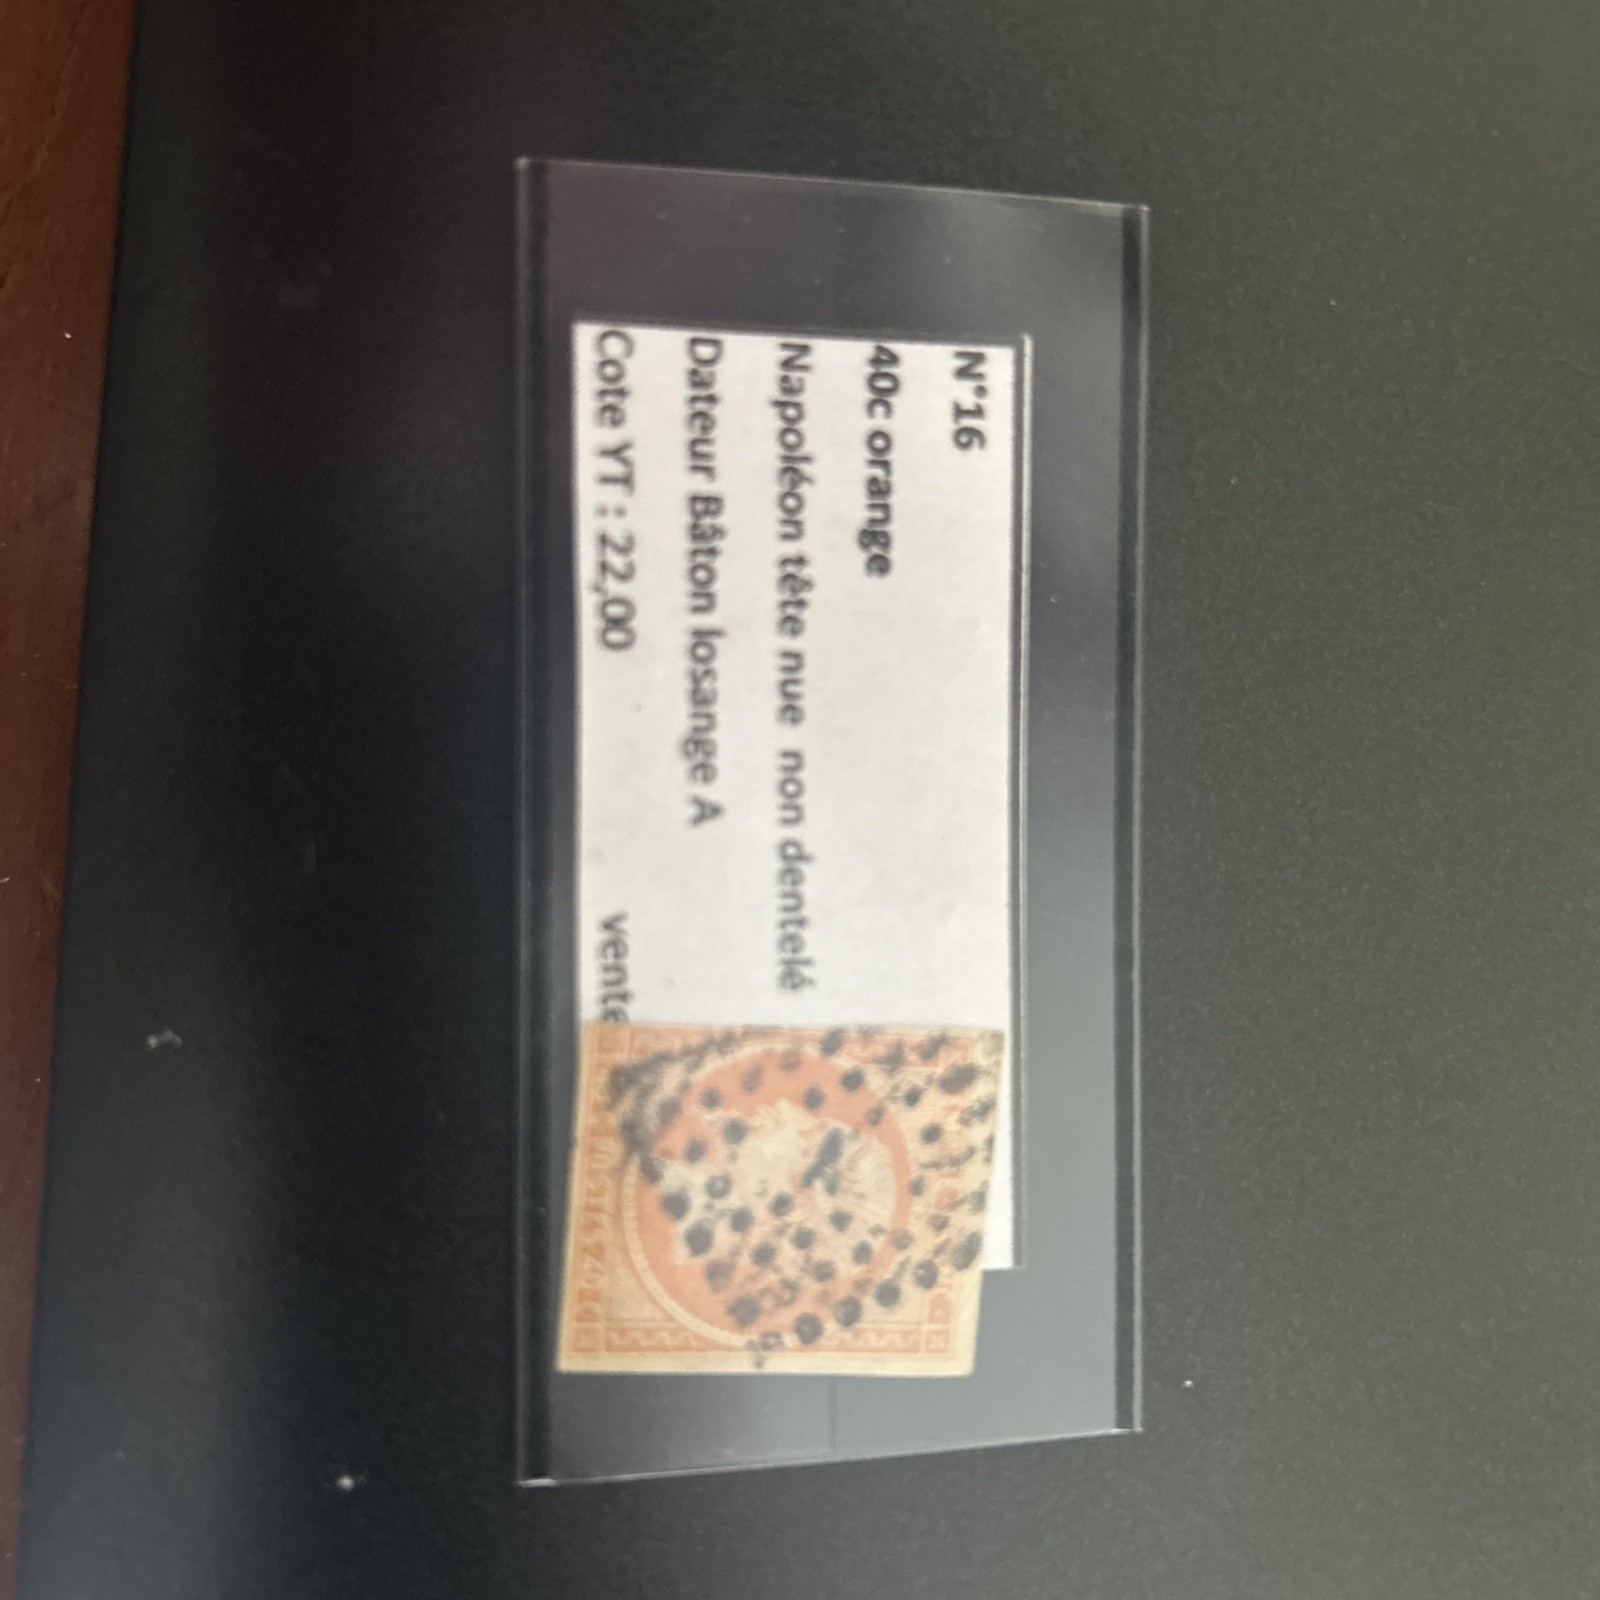 N°16
40c orange
Napoléon tête nue non dentelé
Dateur Bâton losange A
Cote YT : 22,00 vente